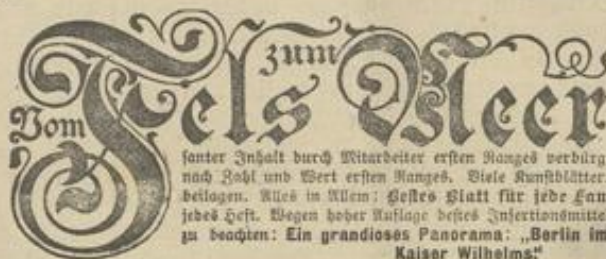 Vom Fels zum Meer
ſanter Inhalt durch Mitarbeiter erſten Ranges verbürg
nach Zahl und Wert erſten Ranges. Viele Kunſtblätter
beilagen. Alles in Allem: Beſtes Blatt für jede Fam
jedes Heft. Wegen hoher Auflage beſtes Inſertionsmitte
zu beachten: Ein grandioſes Panorama: „Berlin im
Kaiſer Wilhelms.“